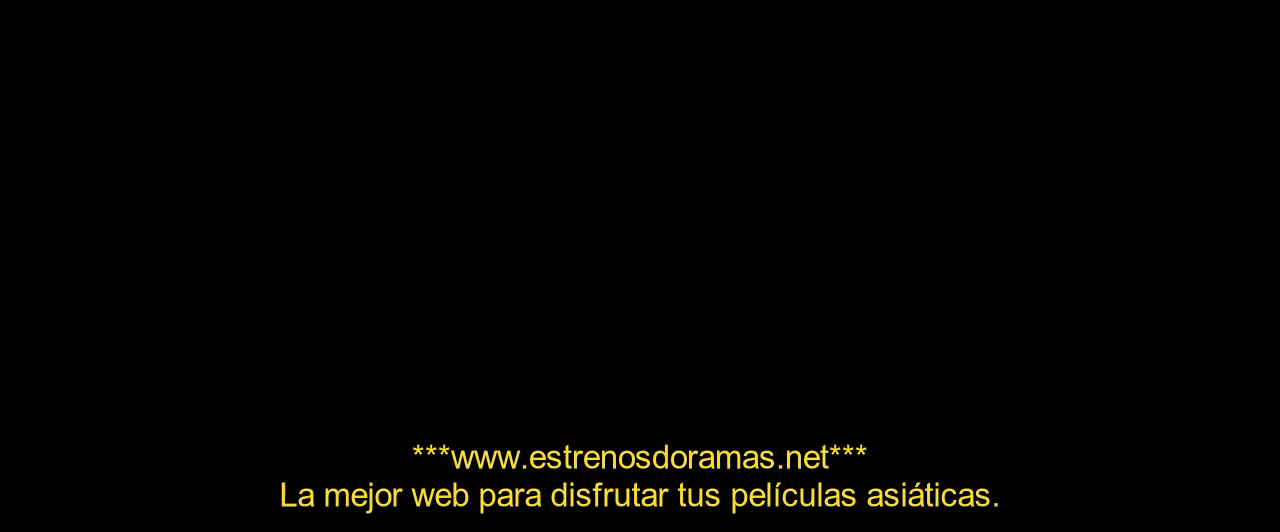 ***www.estrenosdoramas.net***
La mejor web para disfrutar tus películas asiáticas.